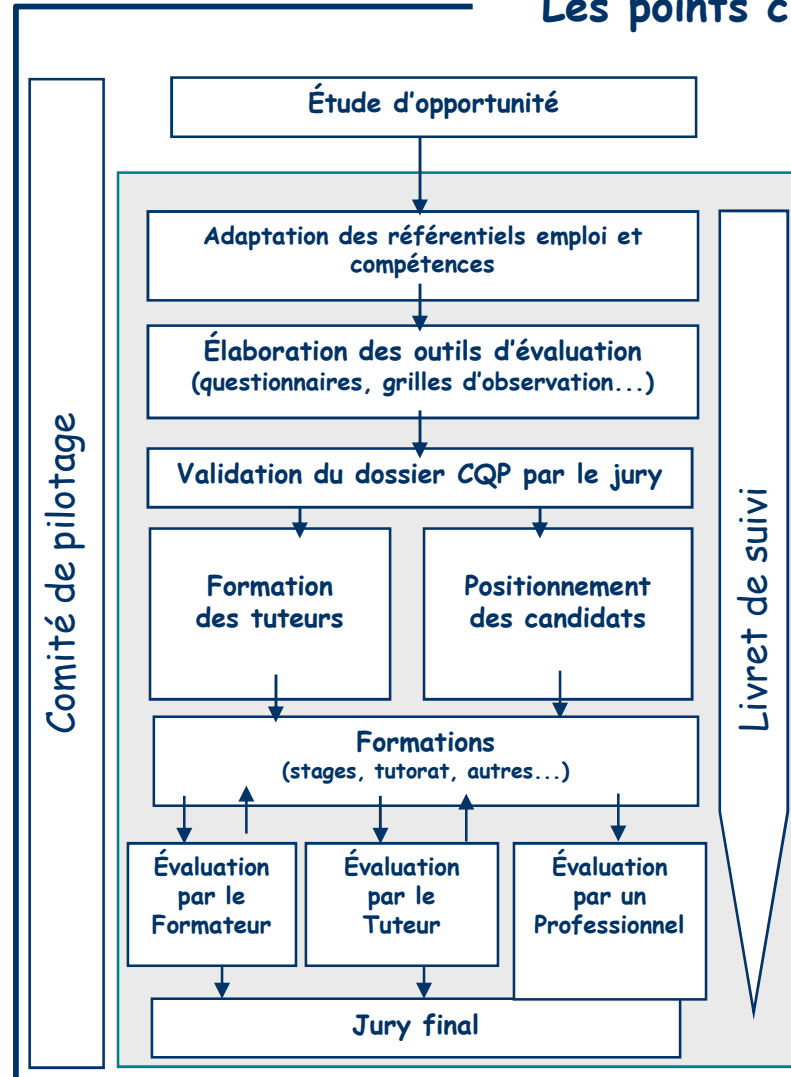 Les points c
Étude d'opportunité
Comité de pilotage
Adaptation des référentiels emploi et
compétences
Élaboration des outils d'évaluation
(questionnaires, grilles d'observation...)
Validation du dossier CQP par le jury
Formation
des tuteurs
Positionnement
des candidats
Livret de suivi
Formations
(stages, tutorat, autres...)
Évaluation
par le
Formateur
Évaluation
par le
Tuteur
Évaluation
par un
Professionnel
Jury final